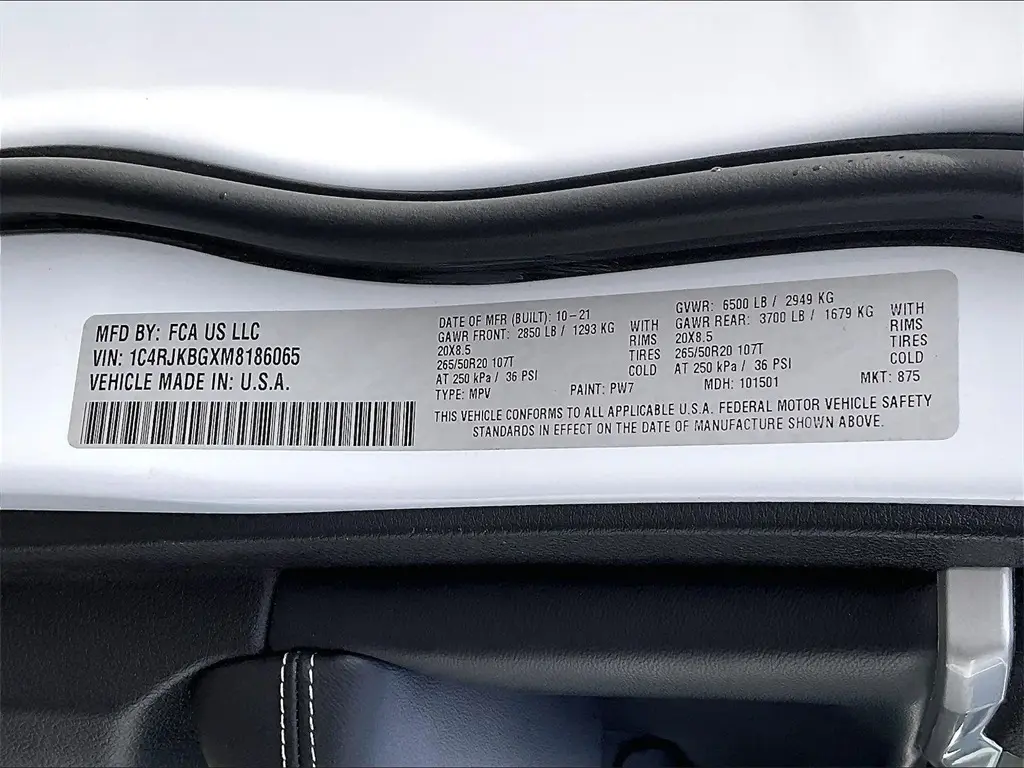 MFD BY: FCA US LLC
VIN: 1C4RJKBGXM8186065
VEHICLE MADE IN: U.S.A.
DATE OF MFR (BUILT): 10-21
GAWR FRONT: 2850 LB / 1293 KG WITH
20X8.5 RIMS
265/50R20 107T TIRES
AT 250 kPa / 36 PSI COLD
TYPE: MPV PAINT: PW7
GVWR: 6500 LB / 2949 KG
GAWR REAR: 3700 LB / 1679 KG WITH
20X8.5 RIMS
265/50R20 107T TIRES
AT 250 kPa / 36 PSI COLD
MDH: 101501 MKT: 875
THIS VEHICLE CONFORMS TO ALL APPLICABLE U.S.A. FEDERAL MOTOR VEHICLE SAFETY
STANDARDS IN EFFECT ON THE DATE OF MANUFACTURE SHOWN ABOVE.